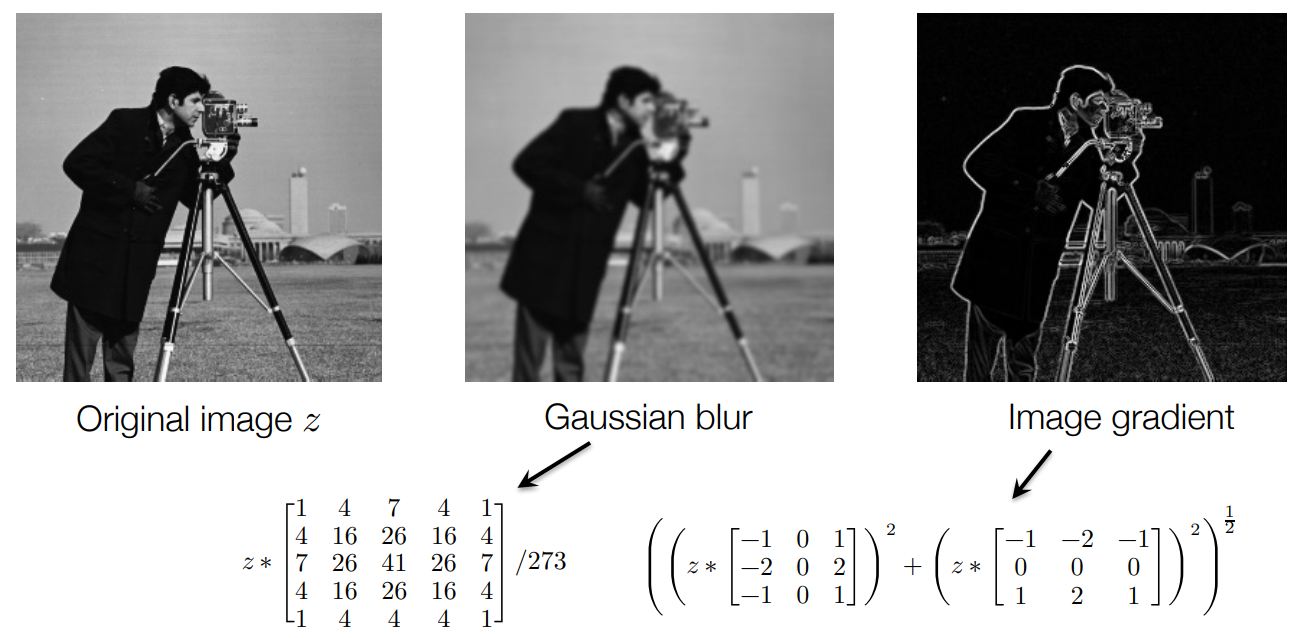 Original image z
Gaussian blur
Image gradient
z * [1 4 7 4 1
4 16 26 16 4
7 26 41 26 7
4 16 26 16 4
1 4 4 4 1] /273
((z * [−1 0 1
−2 0 2
−1 0 1])² + (z * [−1 −2 −1
0 0 0
1 2 1])²)^(1/2)